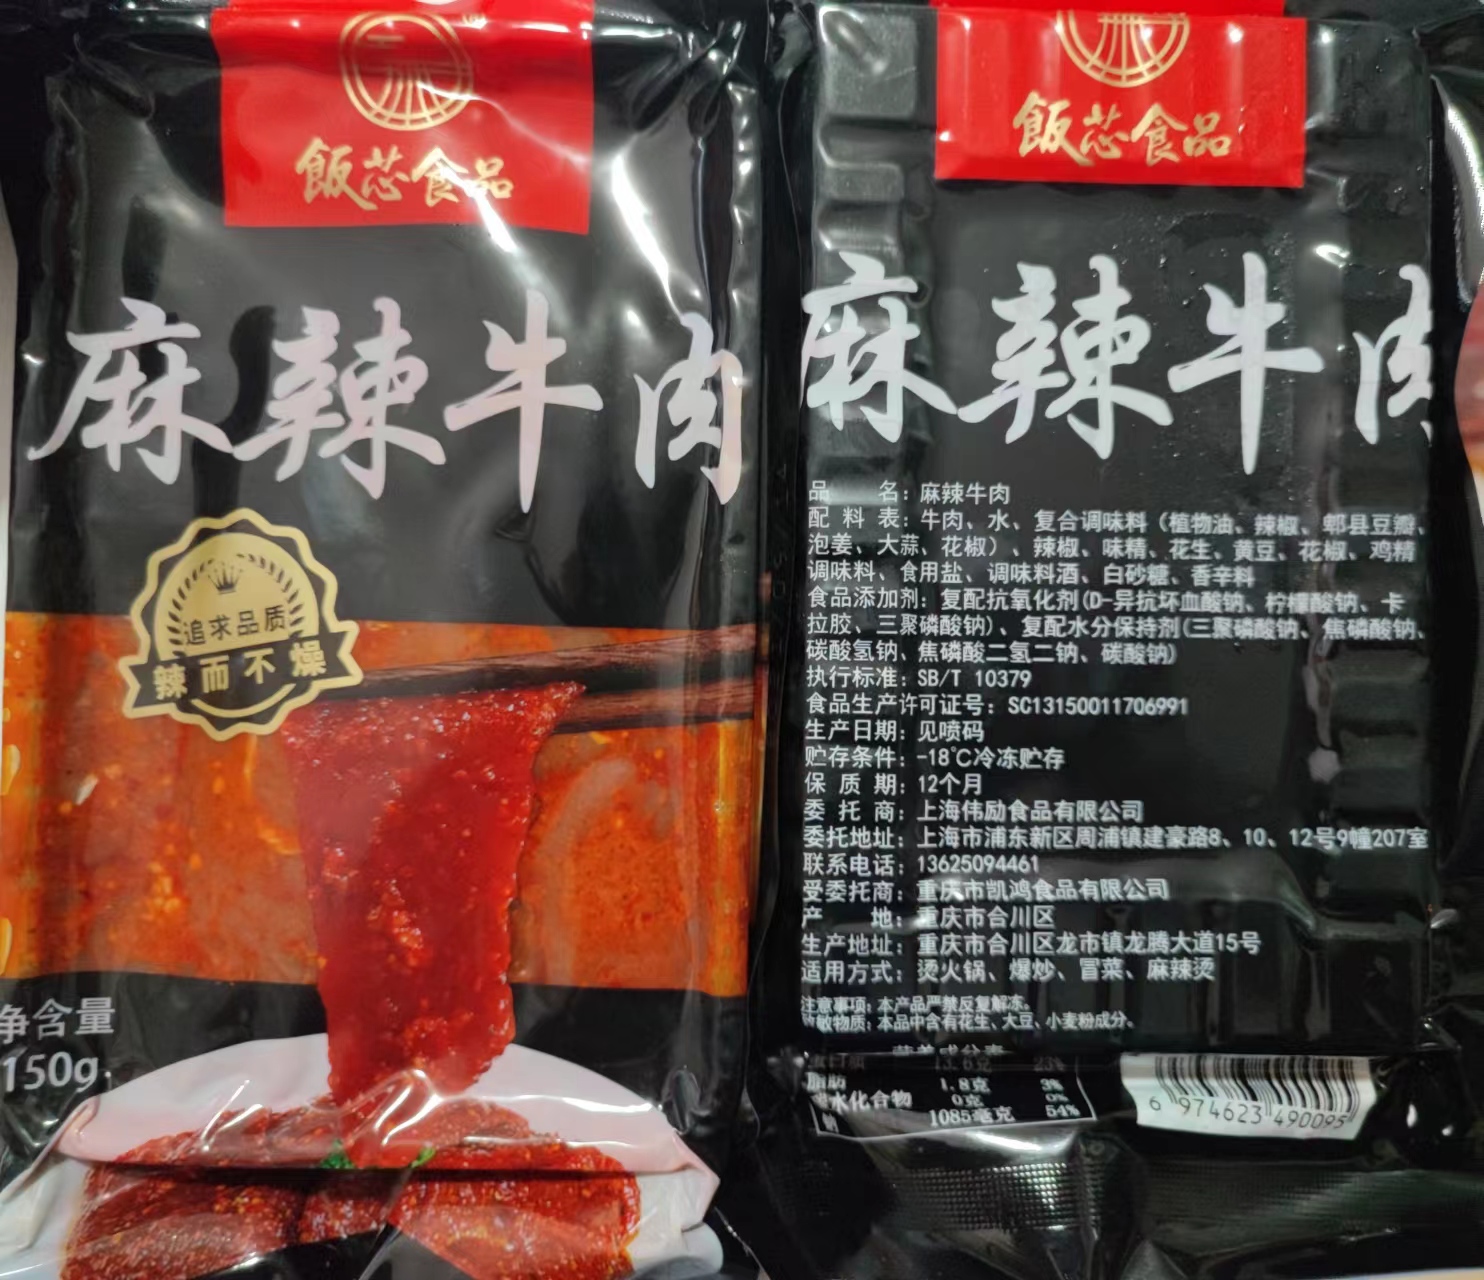 飯芯食品
麻辣牛肉
追求品质
辣而不燥
净含量
150g
飯芯食品
麻辣牛肉
品 名：麻辣牛肉
配 料 表：牛肉、水、复合调味料（植物油、辣椒、郫县豆瓣、
泡姜、大蒜、花椒）、辣椒、味精、花生、黄豆、花椒、鸡精
调味料、食用盐、调味料酒、白砂糖、香辛料
食品添加剂：复配抗氧化剂(D-异抗坏血酸钠、柠檬酸钠、卡
拉胶、三聚磷酸钠)、复配水分保持剂(三聚磷酸钠、焦磷酸钠、
碳酸氢钠、焦磷酸二氢二钠、碳酸钠)
执行标准：SB/T 10379
食品生产许可证号：SC13150011706991
生产日期：见喷码
贮存条件：-18℃冷冻贮存
保 质 期：12个月
委 托 商：上海伟励食品有限公司
委托地址：上海市浦东新区周浦镇建豪路8、10、12号9幢207室
联系电话：13625094461
受委托商：重庆市凯鸿食品有限公司
产 地：重庆市合川区
生产地址：重庆市合川区龙市镇龙腾大道15号
适用方式：烫火锅、爆炒、冒菜、麻辣烫
注意事项：本产品严禁反复解冻。
敏物质：本品中含有花生、大豆、小麦粉成分。
脂肪 1.8克 3%
水化合物 0克 0%
1085毫克 54%
6 974623 490095